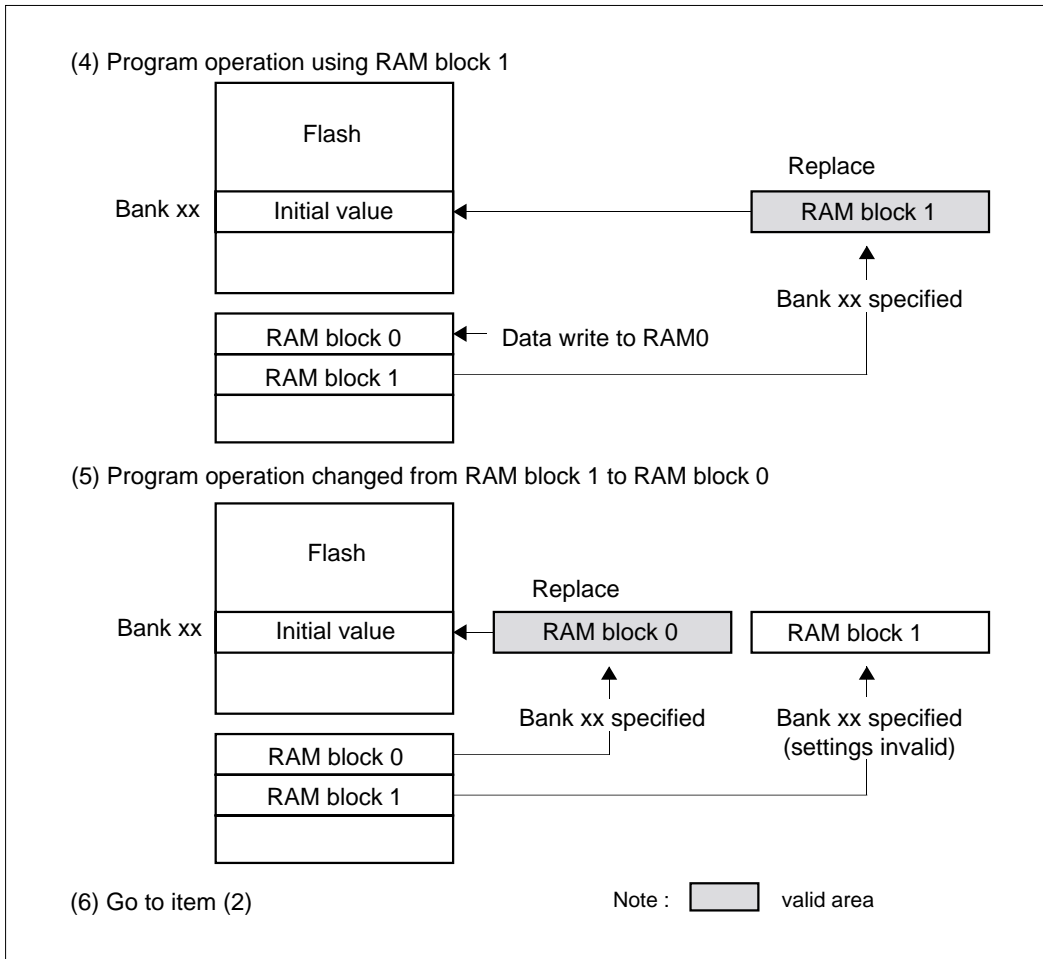 (4) Program operation using RAM block 1
Flash
Replace
Bank xx
Initial value
RAM block 1
Bank xx specified
RAM block 0
Data write to RAM0
RAM block 1
(5) Program operation changed from RAM block 1 to RAM block 0
Flash
Replace
Bank xx
Initial value
RAM block 0
RAM block 1
Bank xx specified
Bank xx specified
(settings invalid)
RAM block 0
RAM block 1
(6) Go to item (2)
Note :
valid area